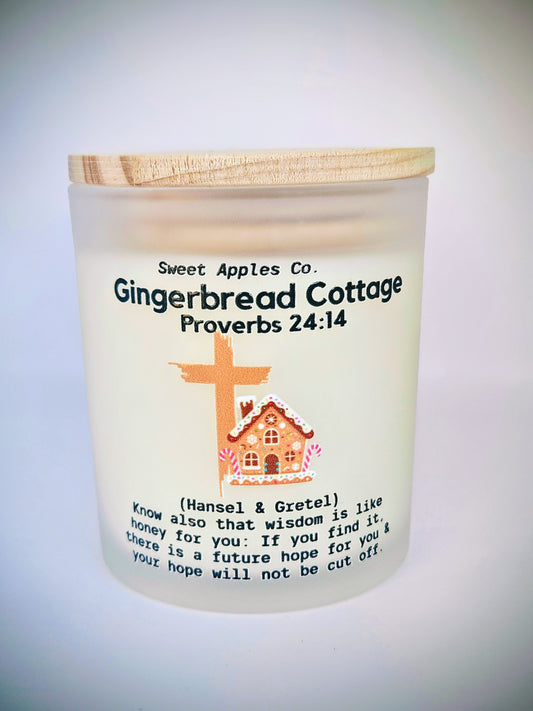 Sweet Apples Co.
Gingerbread Cottage
Proverbs 24:14
(Hansel & Gretel)
Know also that wisdom is like
honey for you: If you find it,
there is a future hope for you &
your hope will not be cut off.